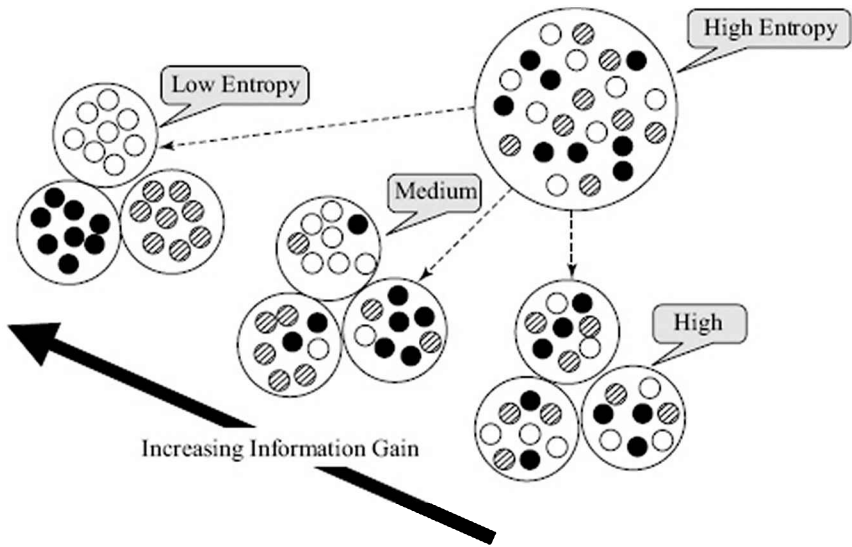 High Entropy
Low Entropy
Medium
High
Increasing Information Gain